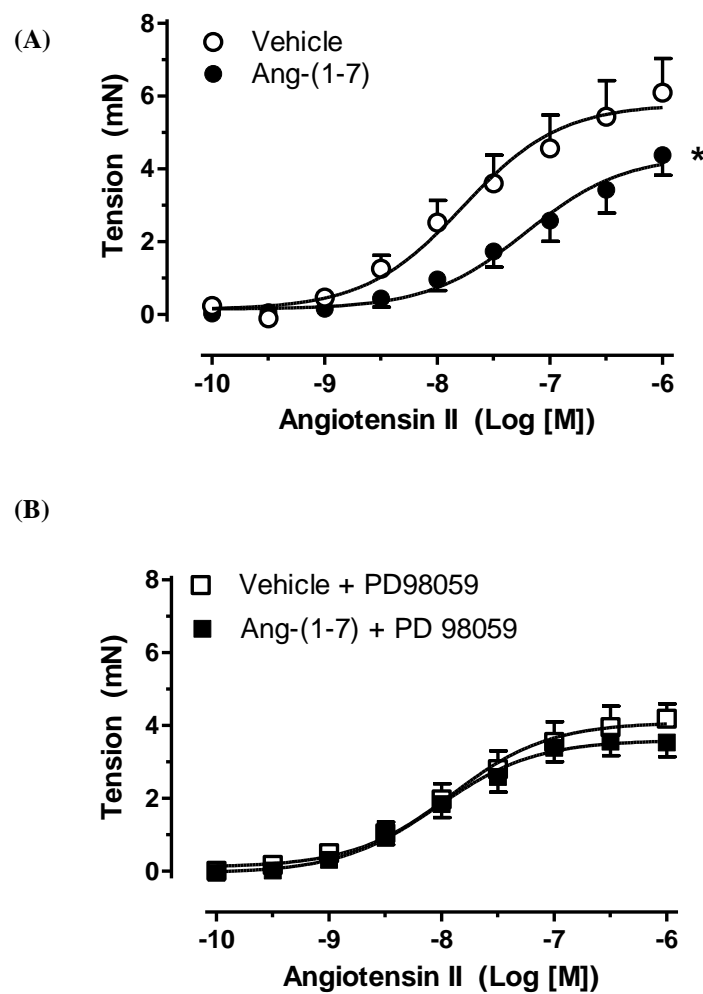 (A)
Vehicle
Ang-(1-7)
Tension (mN)
8
6
4
2
0
*
-10 -9 -8 -7 -6
Angiotensin II (Log [M])
(B)
Vehicle + PD98059
Ang-(1-7) + PD 98059
Tension (mN)
8
6
4
2
0
-10 -9 -8 -7 -6
Angiotensin II (Log [M])